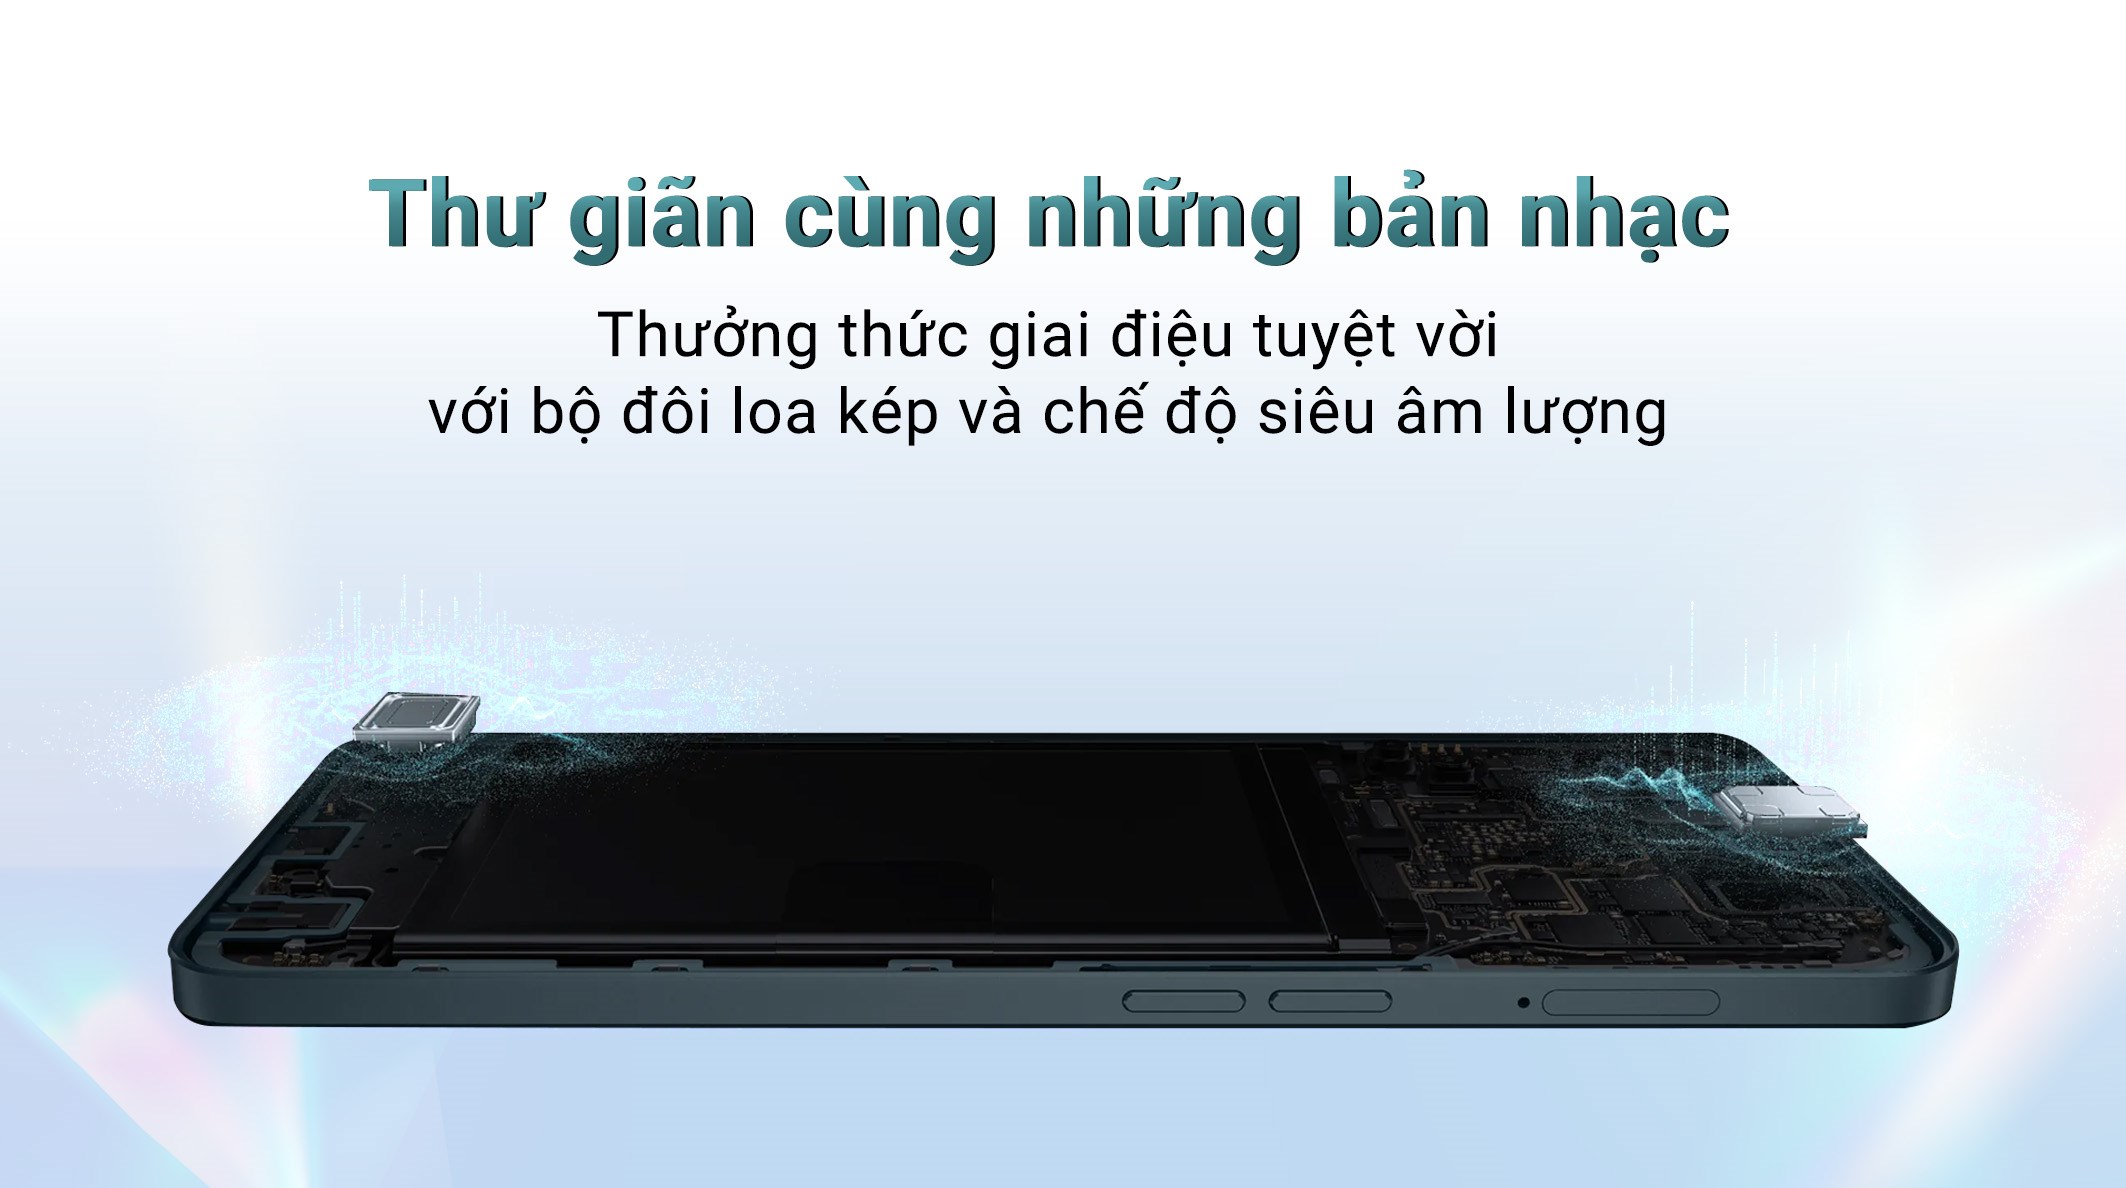 Thư giãn cùng những bản nhạc
Thưởng thức giai điệu tuyệt vời
với bộ đôi loa kép và chế độ siêu âm lượng